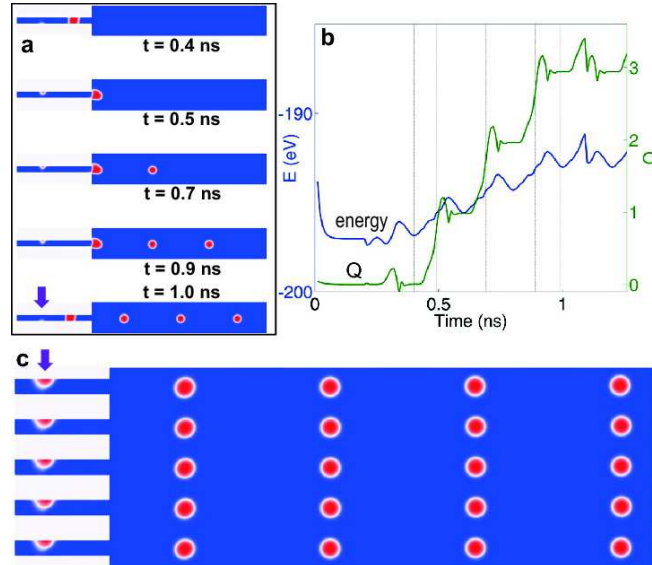 a
t = 0.4 ns
t = 0.5 ns
t = 0.7 ns
t = 0.9 ns
t = 1.0 ns
b
E (eV)
-190
-200
energy
Q
3
2
1
0
Q
0
0.5
1
Time (ns)
c